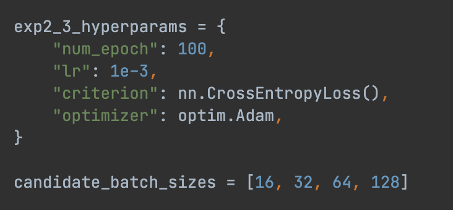 exp2_3_hyperparams = {
    "num_epoch": 100,
    "lr": 1e-3,
    "criterion": nn.CrossEntropyLoss(),
    "optimizer": optim.Adam,
}
candidate_batch_sizes = [16, 32, 64, 128]